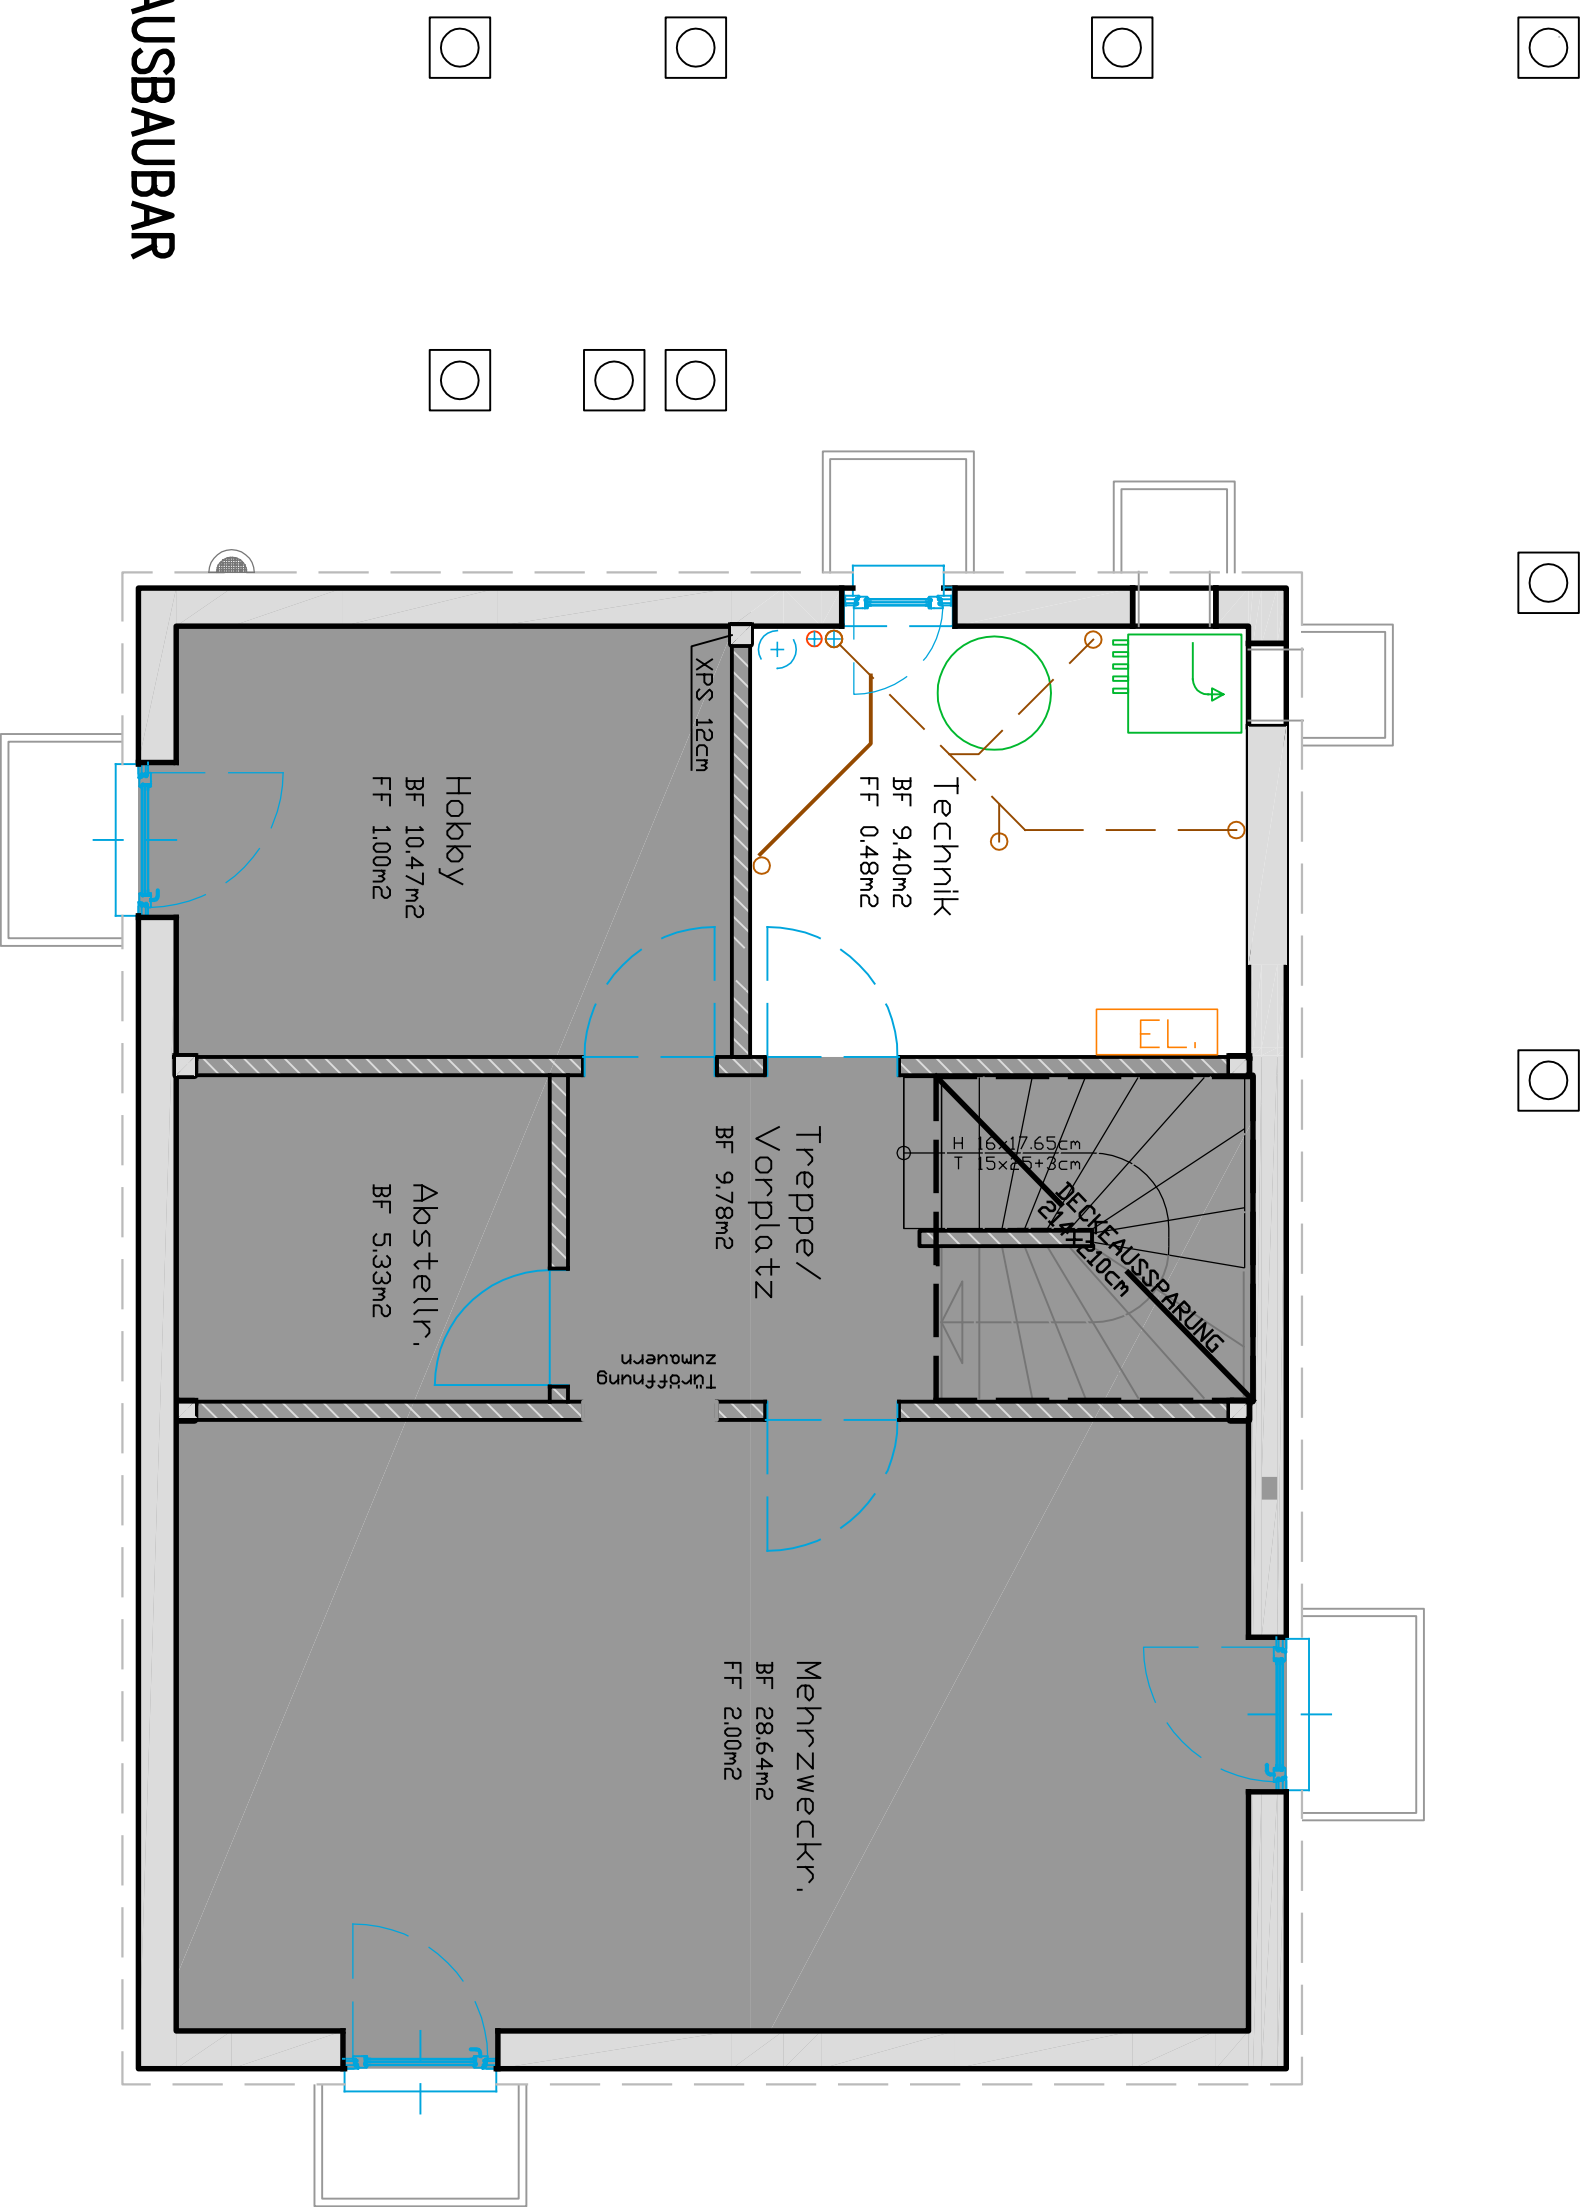 AUSBAUBAR
XPS 12cm
Technik
BF 9.40m2
FF 0.48m2
Hobby
BF 10.47m2
FF 1.00m2
EL.
H 16x17.65cm
T 15x25+3cm
DECKEAUSSPARUNG
214+210cm
Treppe/
Vorplatz
BF 9.78m2
Abstellr.
BF 5.33m2
Türöffnung
zumauern
Mehrzweckr.
BF 28.64m2
FF 2.00m2